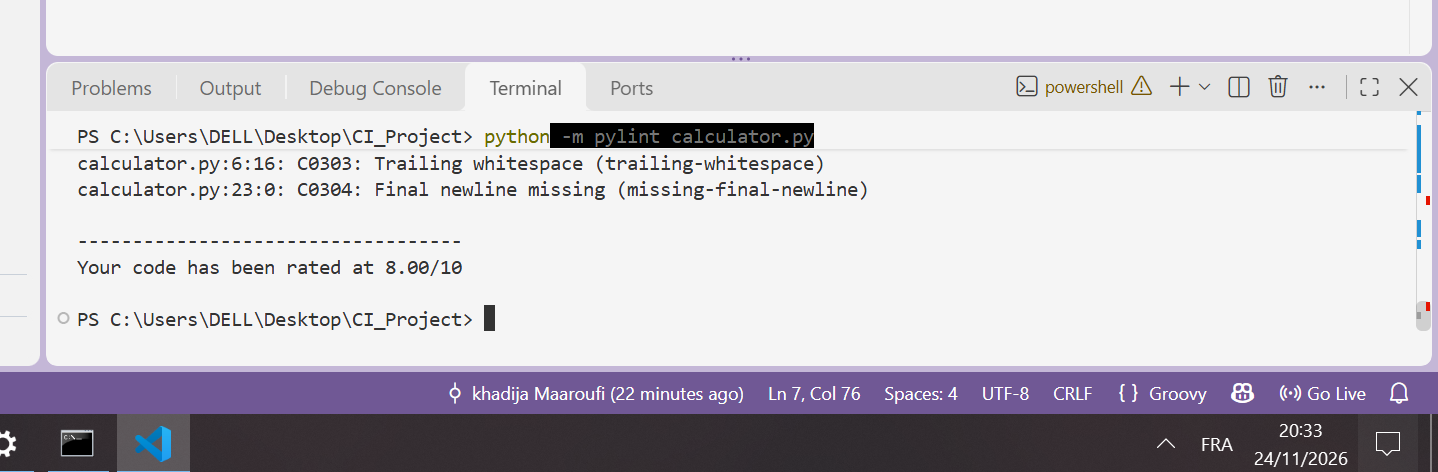 Problems Output Debug Console Terminal Ports powershell
PS C:\Users\DELL\Desktop\CI_Project> python -m pylint calculator.py
calculator.py:6:16: C0303: Trailing whitespace (trailing-whitespace)
calculator.py:23:0: C0304: Final newline missing (missing-final-newline)
-----------------------------------
Your code has been rated at 8.00/10
PS C:\Users\DELL\Desktop\CI_Project>
khadija Maaroufi (22 minutes ago) Ln 7, Col 76 Spaces: 4 UTF-8 CRLF { } Groovy Go Live
FRA
20:33
24/11/2026